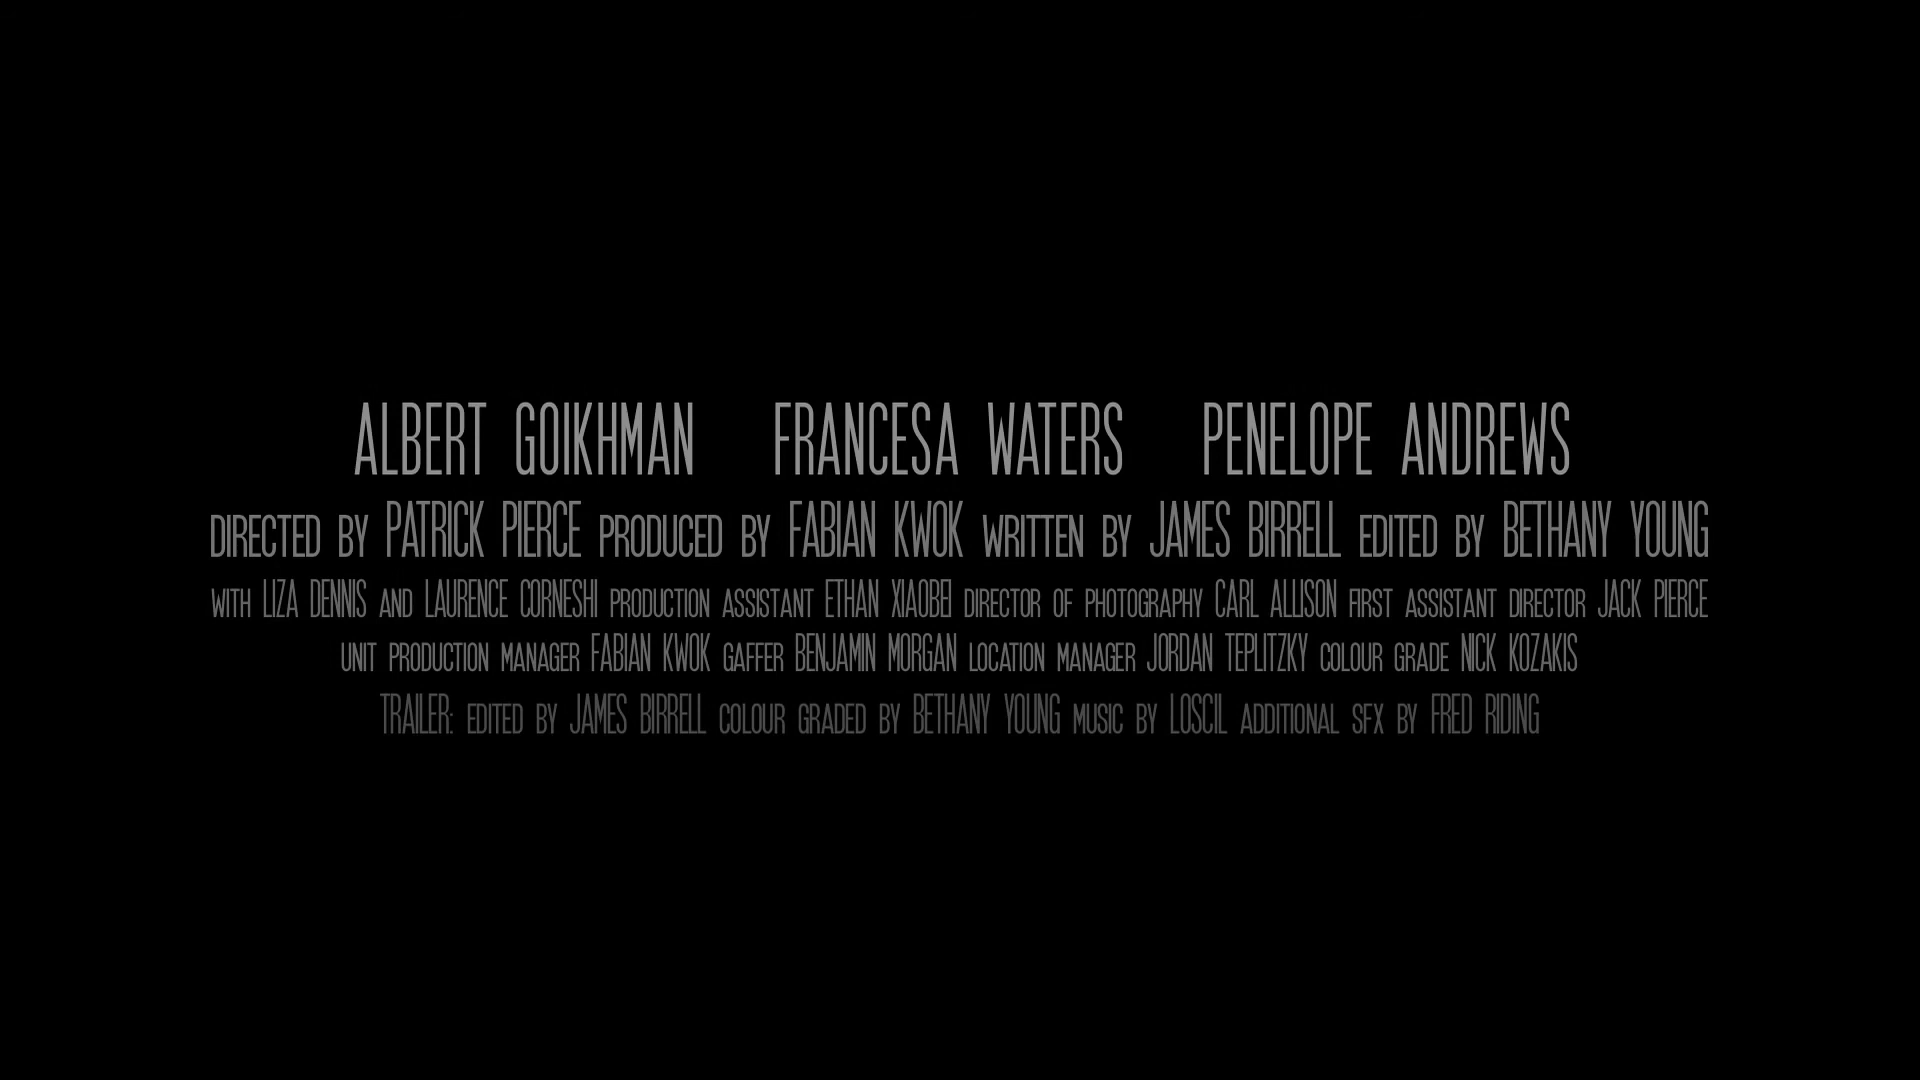 ALBERT GOIKHMAN FRANCESA WATERS PENELOPE ANDREWS
DIRECTED BY PATRICK PIERCE PRODUCED BY FABIAN KWOK WRITTEN BY JAMES BIRRELL EDITED BY BETHANY YOUNG
WITH LIZA DENNIS AND LAURENCE CORNESHI PRODUCTION ASSISTANT ETHAN XIAOBEI DIRECTOR OF PHOTOGRAPHY CARL ALLISON FIRST ASSISTANT DIRECTOR JACK PIERCE
UNIT PRODUCTION MANAGER FABIAN KWOK GAFFER BENJAMIN MORGAN LOCATION MANAGER JORDAN TEPLITZKY COLOUR GRADE NICK KOZAKIS
TRAILER: EDITED BY JAMES BIRRELL COLOUR GRADED BY BETHANY YOUNG MUSIC BY LOSCIL ADDITIONAL SFX BY FRED RIDING